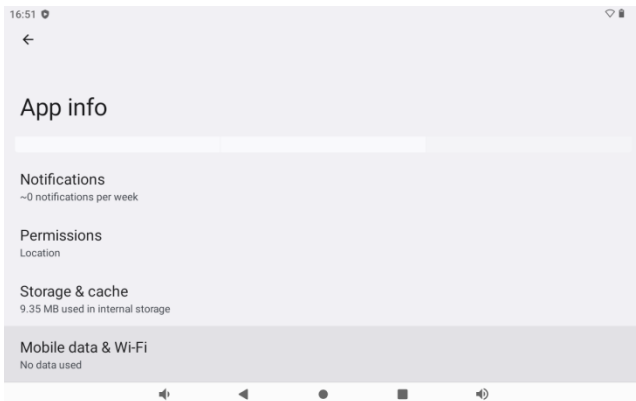 16:51
App info
Notifications
~0 notifications per week
Permissions
Location
Storage & cache
9.35 MB used in internal storage
Mobile data & Wi-Fi
No data used